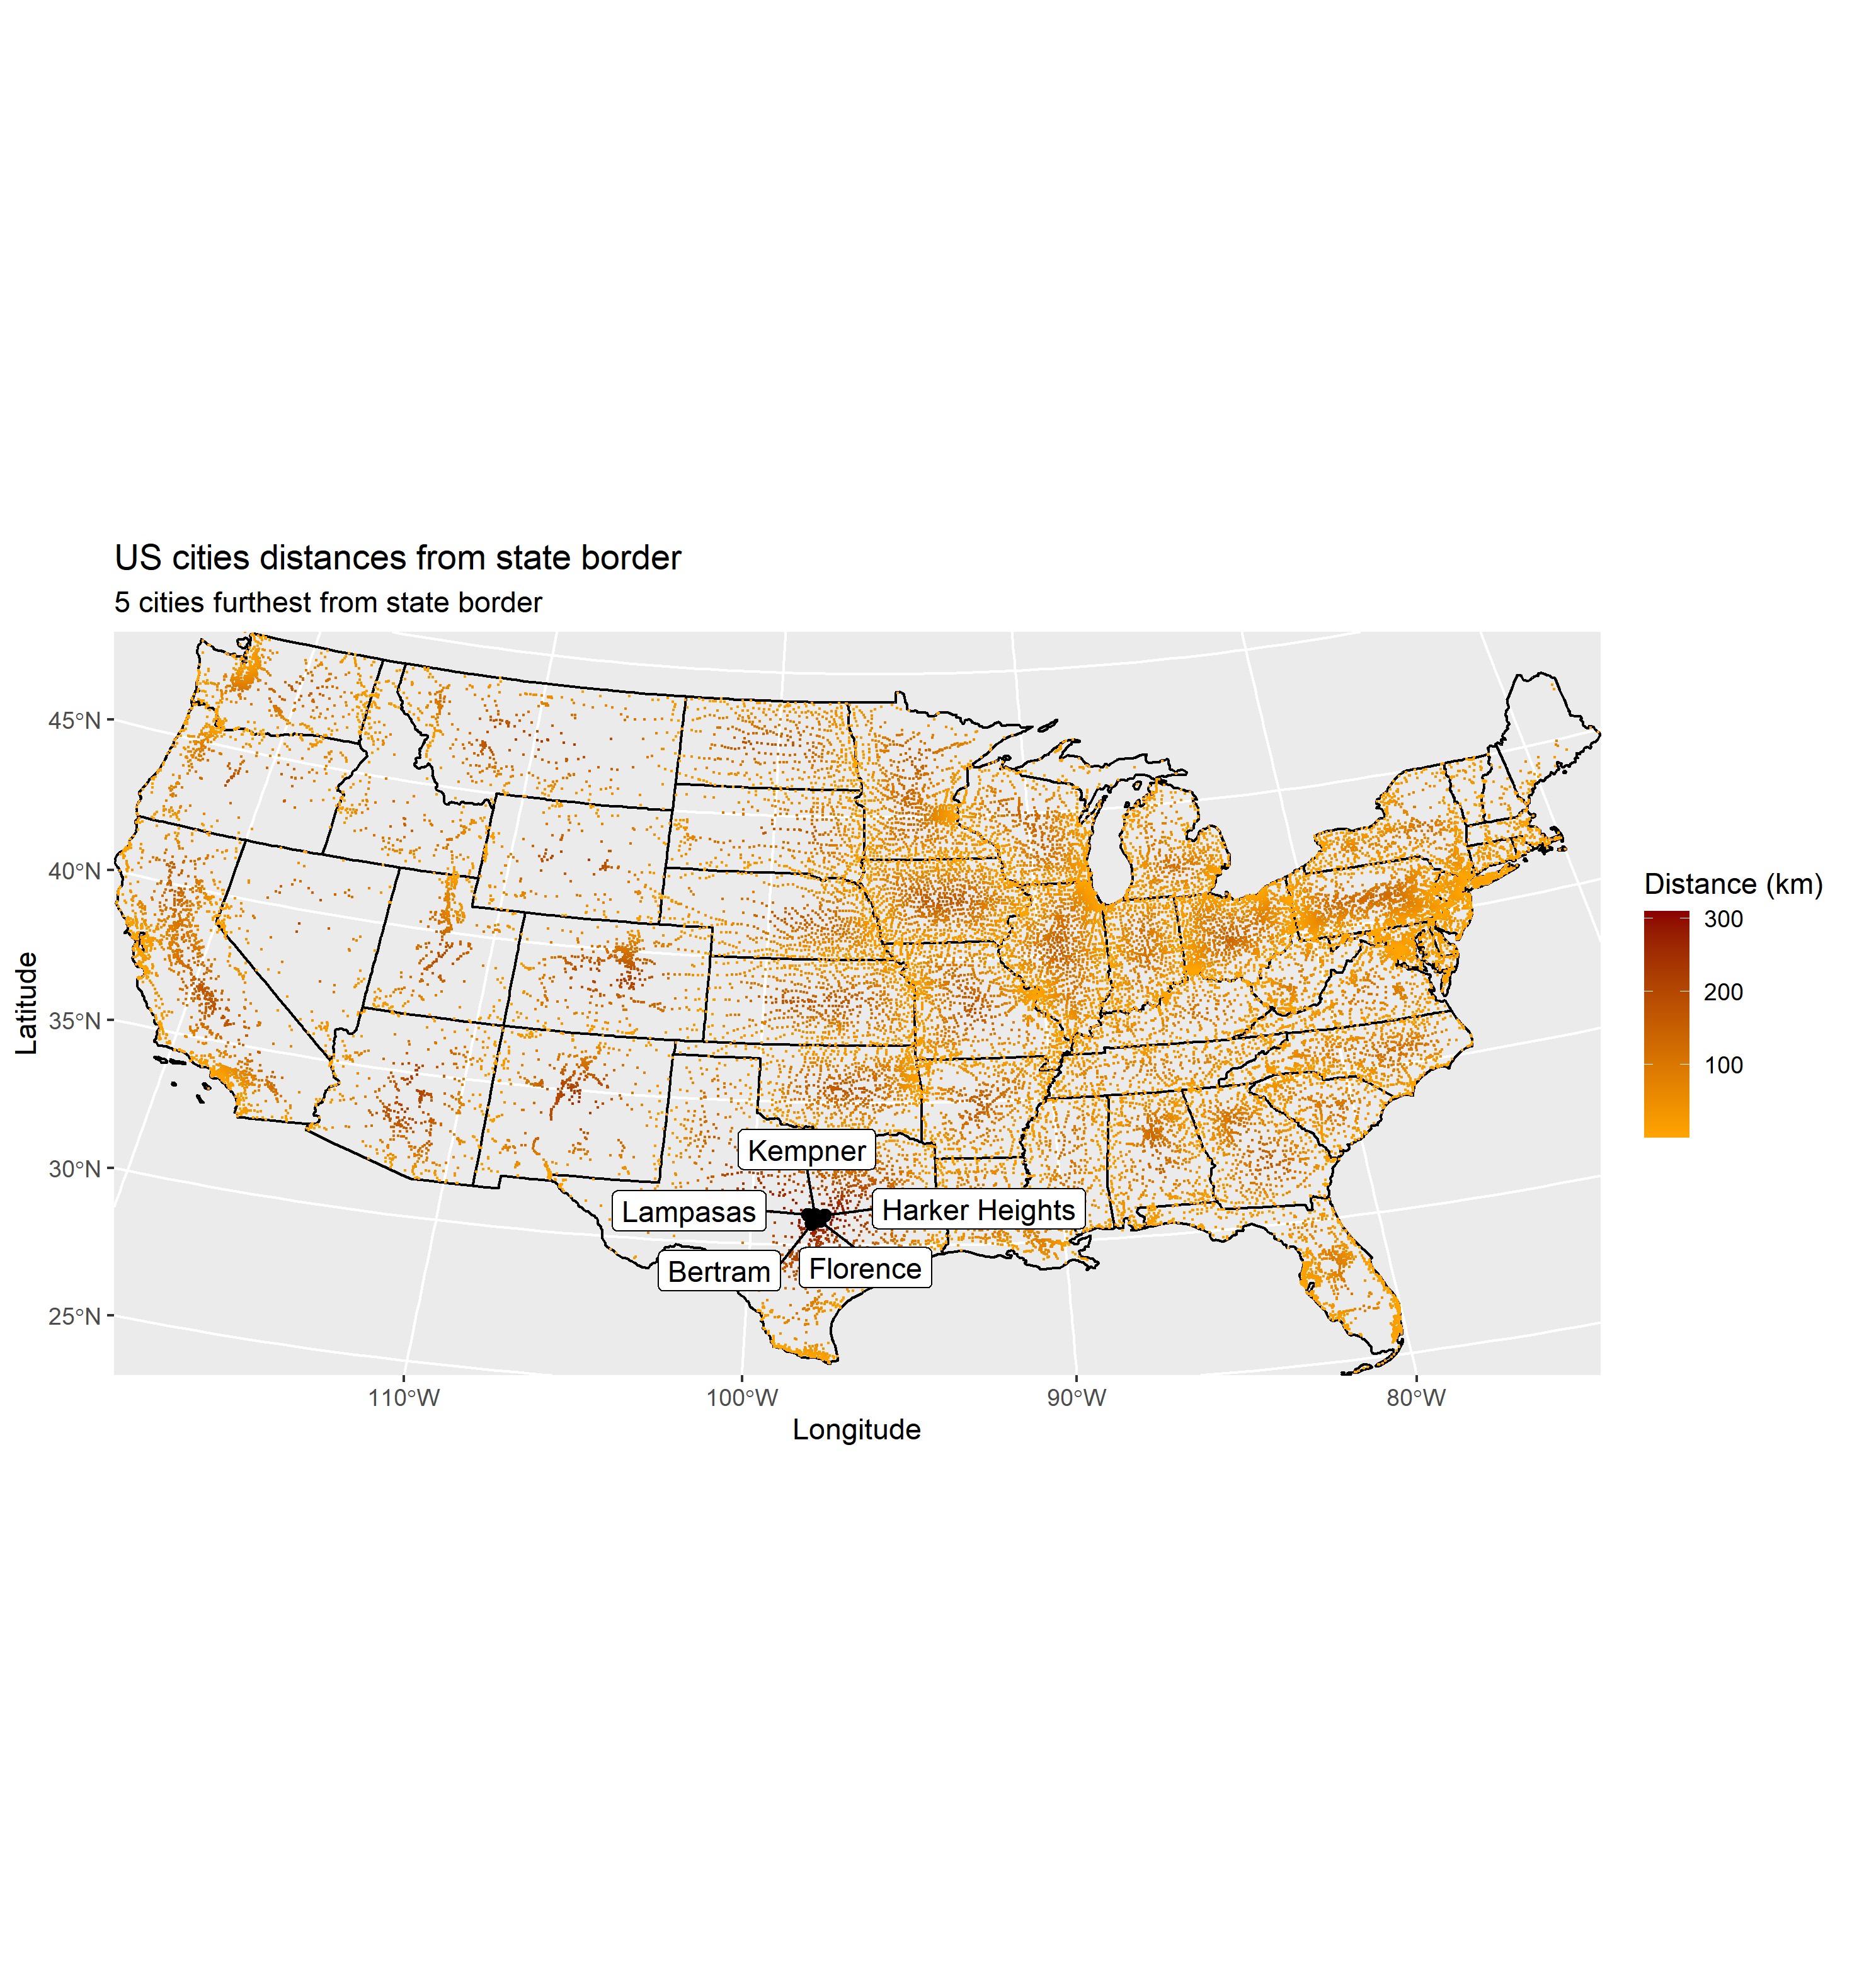 US cities distances from state border
5 cities furthest from state border
45°N
40°N
35°N
30°N
25°N
Latitude
Kempner
Lampasas
Harker Heights
Bertram
Florence
110°W
100°W
90°W
80°W
Longitude
Distance (km)
300
200
100